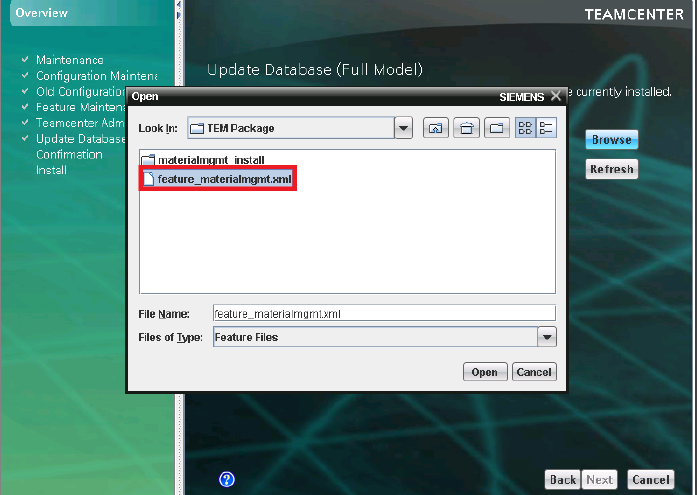 Overview
TEAMCENTER
Maintenance
Configuration Maintena
Old Configuration
Feature Maintena
Teamcenter Adm
Update Database
Confirmation
Install
Update Database (Full Model)
e currently installed.
Browse
Refresh
Open
SIEMENS
Look In:
TEM Package
materialmgmt_install
feature_materialmgmt.xml
File Name:
feature_materialmgmt.xml
Files of Type:
Feature Files
Open
Cancel
Back
Next
Cancel